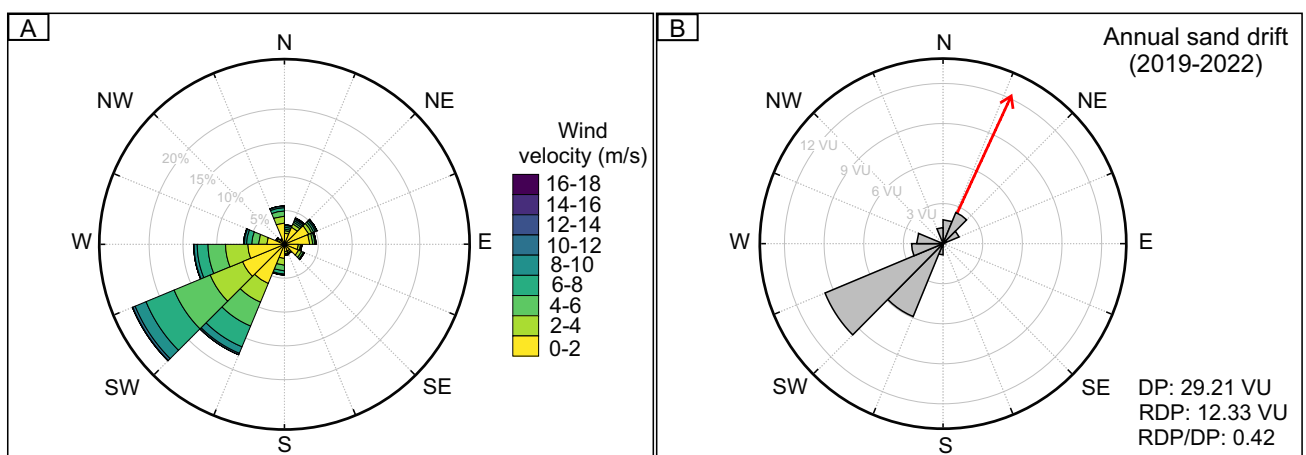 A
N
NE
E
SE
S
SW
W
NW
20%
15%
10%
5%
Wind
velocity (m/s)
16-18
14-16
12-14
10-12
8-10
6-8
4-6
2-4
0-2
B
Annual sand drift
(2019-2022)
N
NE
E
SE
S
SW
W
NW
12 VU
9 VU
6 VU
3 VU
DP: 29.21 VU
RDP: 12.33 VU
RDP/DP: 0.42